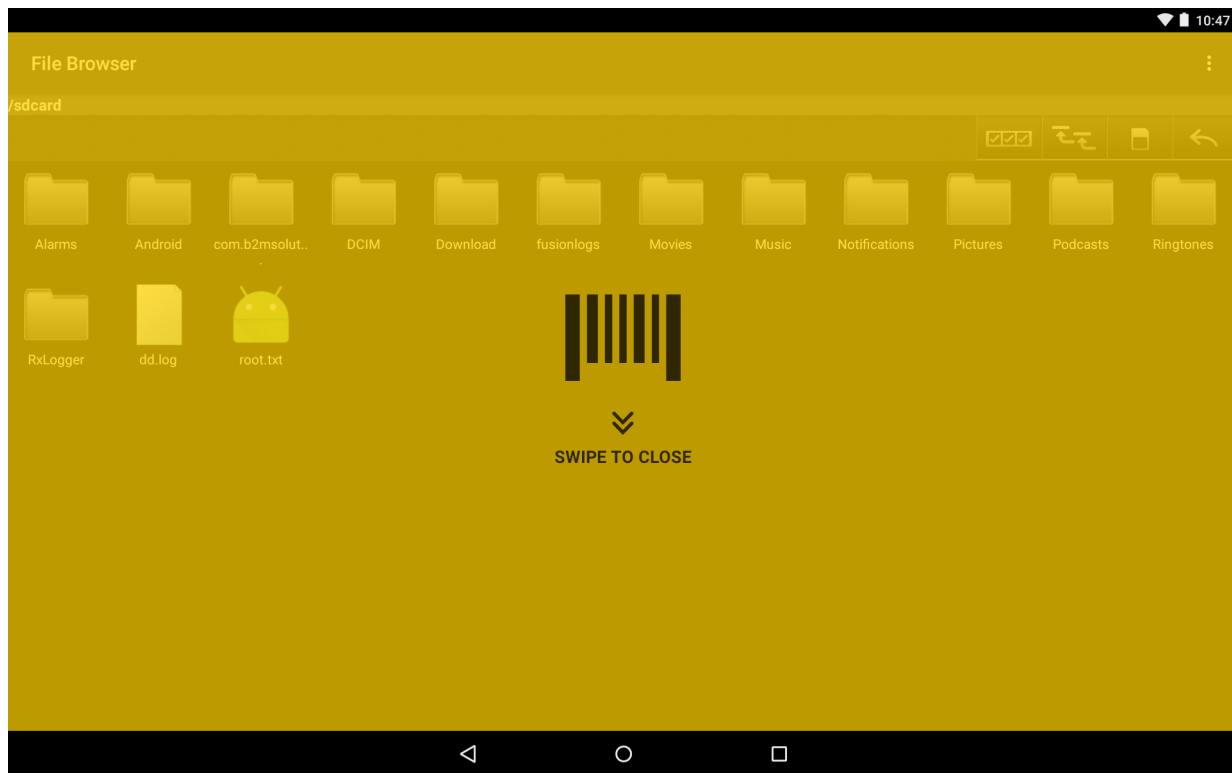 10:47
File Browser
/sdcard
Alarms Android com.b2msolut.. DCIM Download fusionlogs Movies Music Notifications Pictures Podcasts Ringtones
.
RxLogger dd.log root.txt
SWIPE TO CLOSE